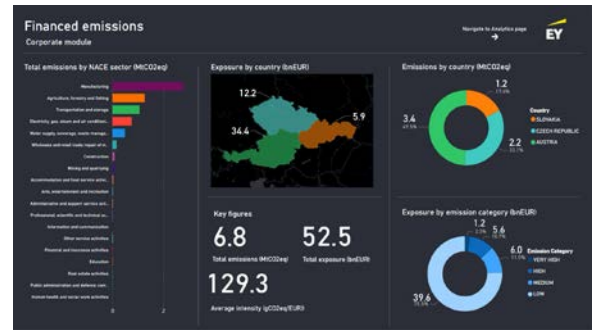 Financed emissions
Corporate module
Navigate to Analytics page
→
EY
Total emissions by NACE sector (MtCO2eq)
Manufacturing
Agriculture, forestry and fishing
Transportation and storage
Electricity, gas, steam and air condition...
Water supply, sewerage, waste manage...
Wholesale and retail trade; repair of m...
Construction
Mining and quarrying
Accommodation and food service activ...
Arts, entertainment and recreation
Administrative and support service act...
Professional, scientific and technical ac...
Information and communication
Other service activities
Financial and insurance activities
Education
Real estate activities
Public administration and defence, com...
Human health and social work activities
0
2
Exposure by country (bnEUR)
12.2
5.9
34.4
Key figures
6.8
52.5
Total emissions (MtCO2eq)
Total exposure (bnEUR)
129.3
Average intensity (gCO2eq/EUR)
Emissions by country (MtCO2eq)
1.2
3.4
2.2
Country
SLOVAKIA
CZECH REPUBLIC
AUSTRIA
Exposure by emission category (bnEUR)
1.2
5.6
6.0
39.6
Emission Category
VERY HIGH
HIGH
MEDIUM
LOW